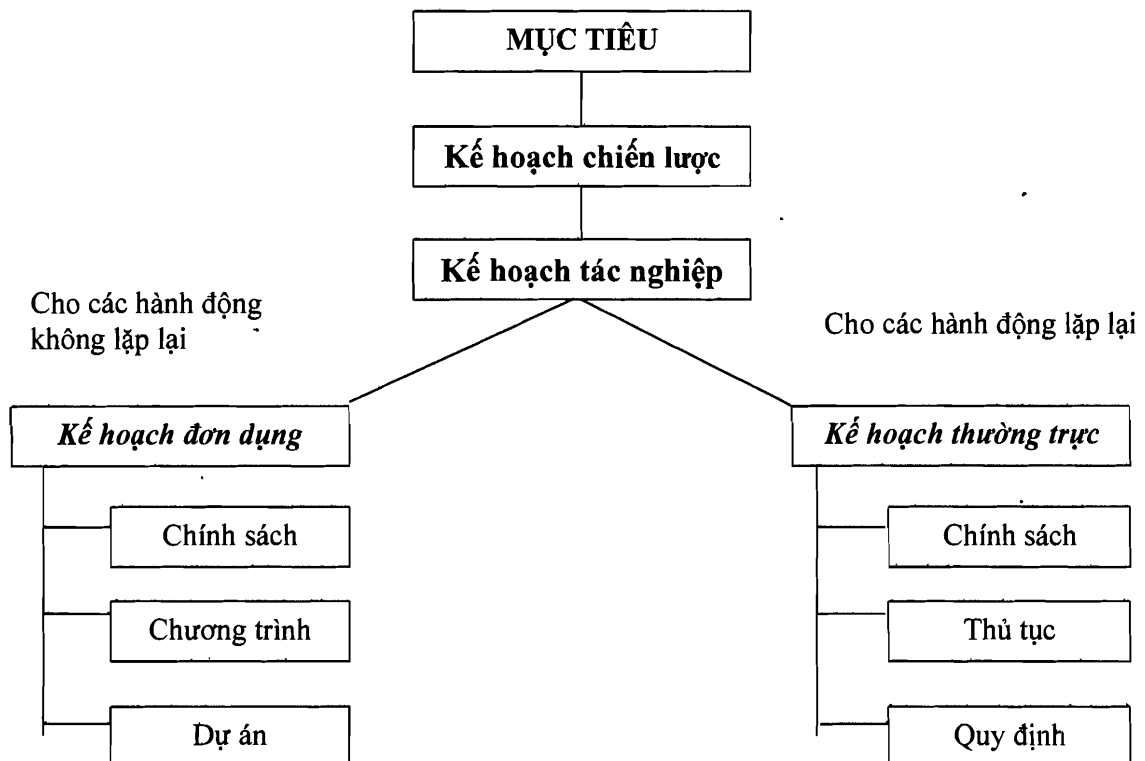 MỤC TIÊU
Kế hoạch chiến lược
Kế hoạch tác nghiệp
Cho các hành động
không lặp lại
Cho các hành động lặp lại
Kế hoạch đơn dụng
Kế hoạch thường trực
Chính sách
Chương trình
Dự án
Chính sách
Thủ tục
Quy định